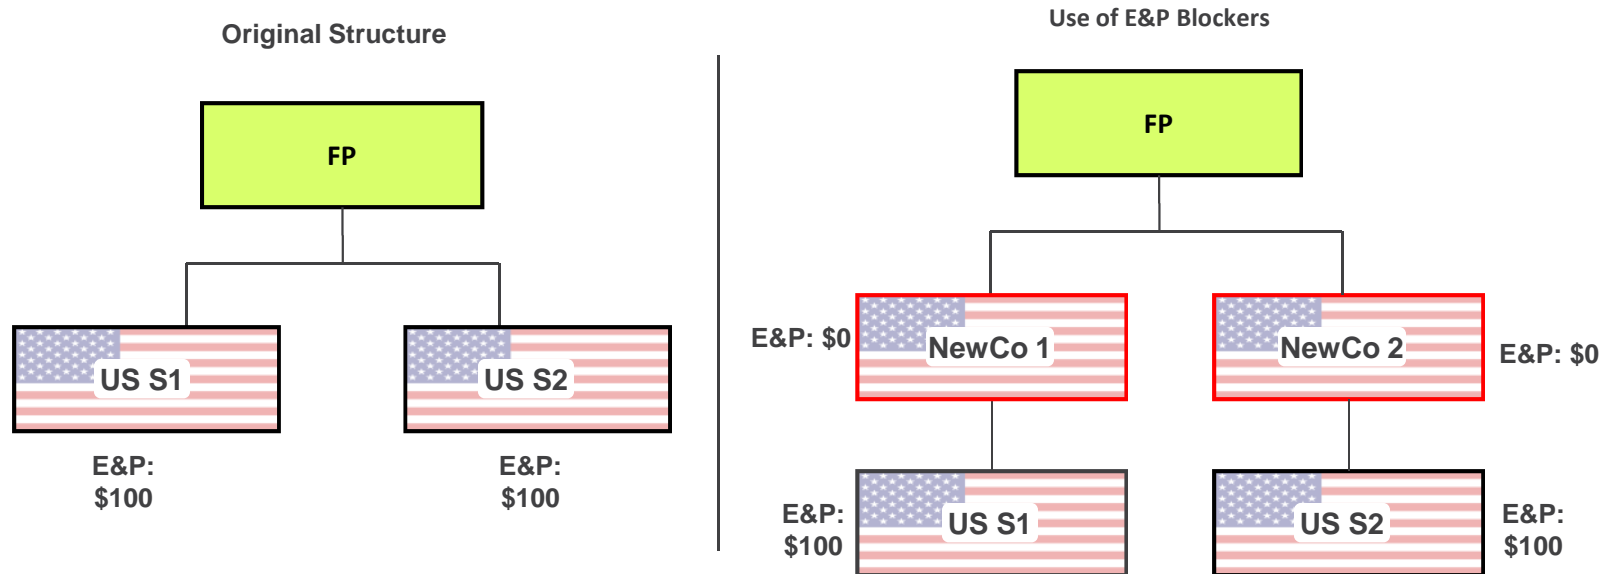 Original Structure
FP
US S1
US S2
E&P:
$100
E&P:
$100
Use of E&P Blockers
FP
E&P: $0
NewCo 1
NewCo 2
E&P: $0
E&P:
$100
US S1
US S2
E&P:
$100